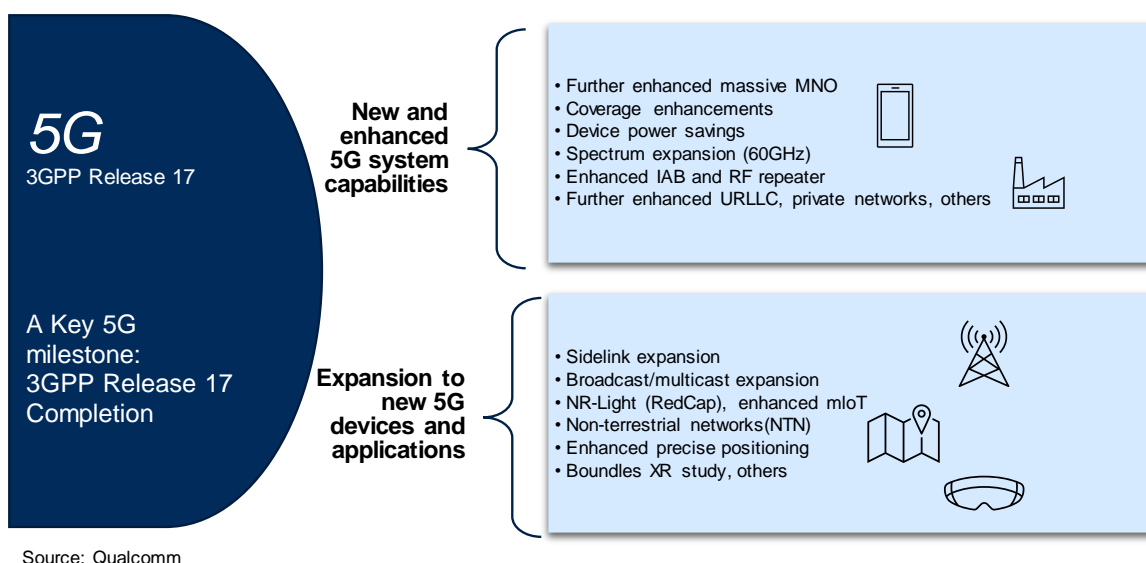 5G
3GPP Release 17
A Key 5G
milestone:
3GPP Release 17
Completion
New and
enhanced
5G system
capabilities
• Further enhanced massive MNO
• Coverage enhancements
• Device power savings
• Spectrum expansion (60GHz)
• Enhanced IAB and RF repeater
• Further enhanced URLLC, private networks, others
Expansion to
new 5G
devices and
applications
• Sidelink expansion
• Broadcast/multicast expansion
• NR-Light (RedCap), enhanced mIoT
• Non-terrestrial networks(NTN)
• Enhanced precise positioning
• Boundles XR study, others
Source: Qualcomm